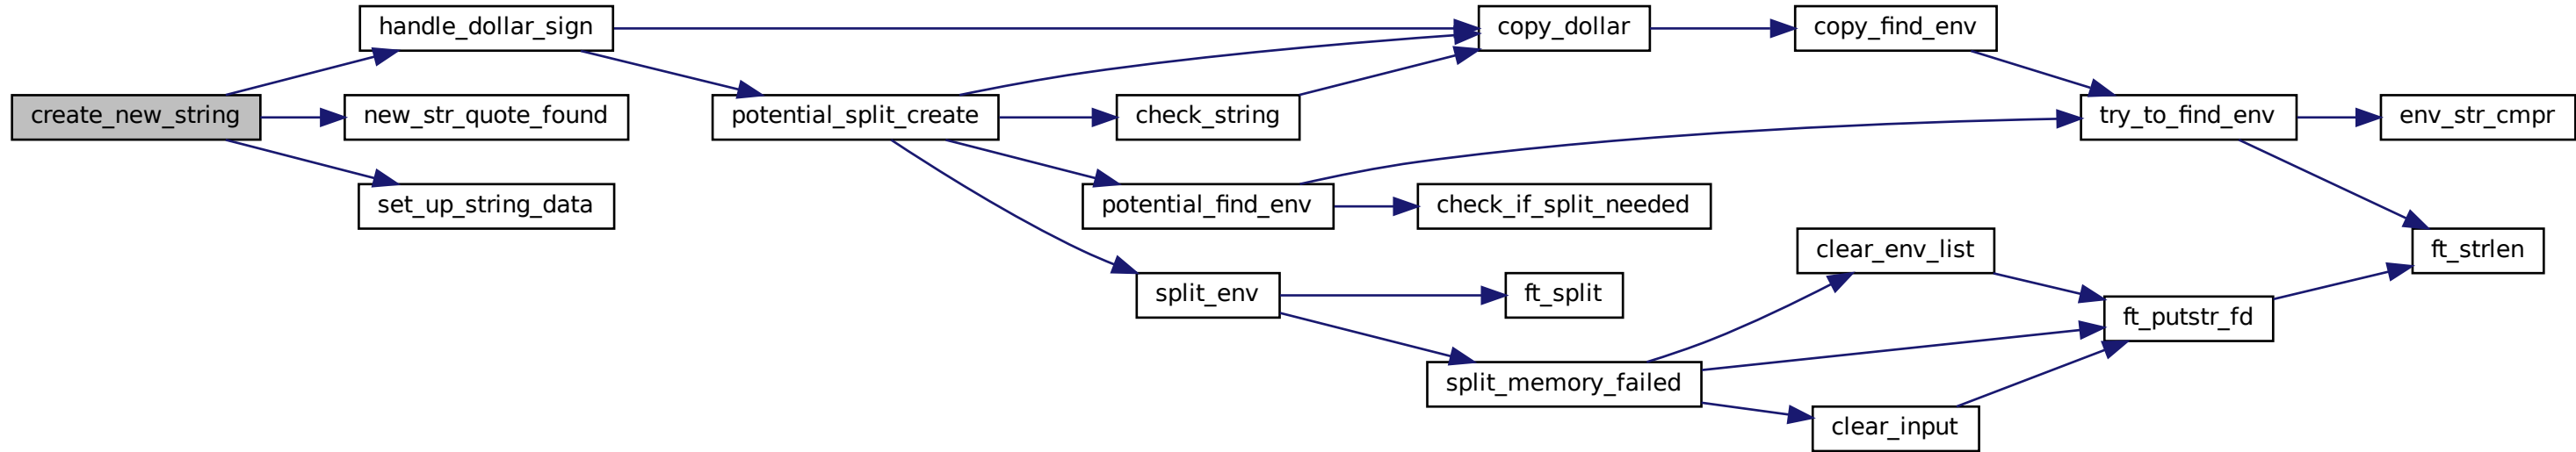 handle_dollar_sign
copy_dollar
copy_find_env
create_new_string
new_str_quote_found
potential_split_create
check_string
try_to_find_env
env_str_cmpr
set_up_string_data
potential_find_env
check_if_split_needed
clear_env_list
ft_strlen
split_env
ft_split
ft_putstr_fd
split_memory_failed
clear_input